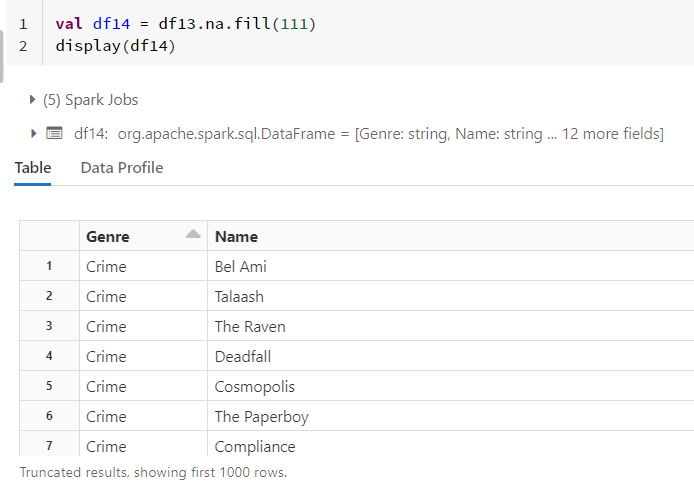 1 val df14 = df13.na.fill(111)
2 display(df14)
(5) Spark Jobs
df14: org.apache.spark.sql.DataFrame = [Genre: string, Name: string ... 12 more fields]
Table Data Profile
Genre Name
1 Crime Bel Ami
2 Crime Talaash
3 Crime The Raven
4 Crime Deadfall
5 Crime Cosmopolis
6 Crime The Paperboy
7 Crime Compliance
Truncated results, showing first 1000 rows.